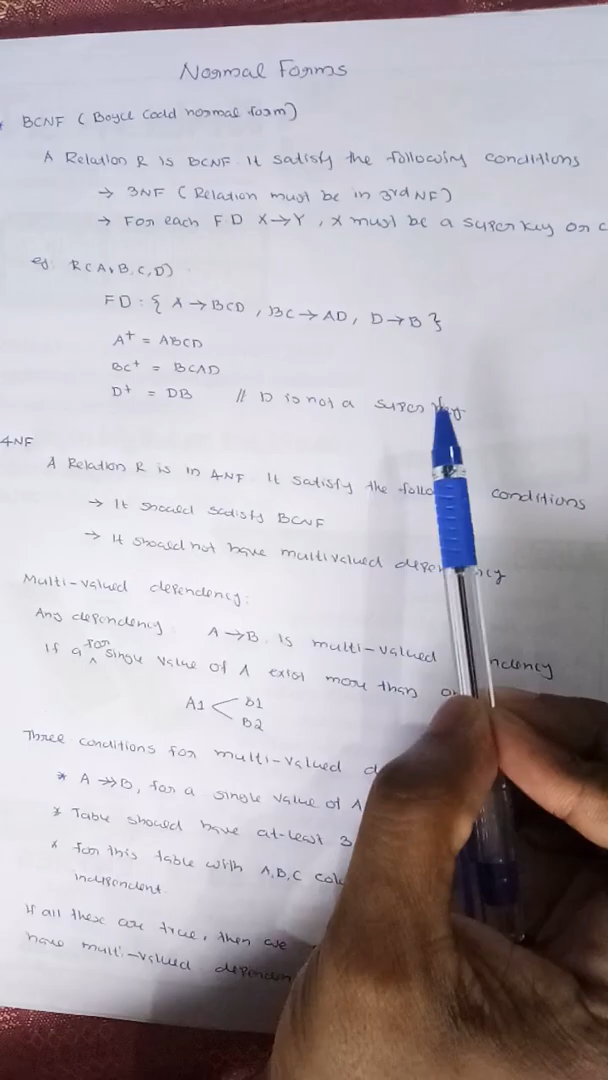 Normal Forms
BCNF ( Boyce Codd normal form)
A Relation R is BCNF It satisfy the following conditions
→ 3NF ( Relation must be in 3rd NF )
→ For each FD X→Y , X must be a super key or
eg. R(A,B,C,D)
FD : { A→BCD , BC→AD, D→B }
A+ = ABCD
BC+ = BCAD
D+ = DB // D is not a super key
4NF
A Relation R is in 4NF It satisfy the conditions
→ It should satisfy BCNF
→ It should not have multivalued
Multi-valued dependency:
Any dependency A→B is multi-valued
If a for single value of A exist more than
A1 < B1
B2
Three conditions for multi-valued
* A →→B, for a single value of A
* Table should have at-least 3
* for this table with A,B,C
independent.
If all these are true, then we
have multi-valued